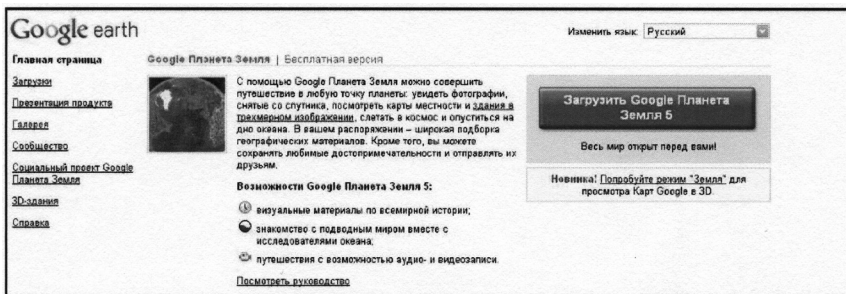 Google earth
Изменить язык: Русский
Главная страница
Загрузки
Презентация продукта
Галерея
Сообщество
Социальный проект Google
Планета Земля
3D-здания
Справка
Google Планета Земля | Бесплатная версия
С помощью Google Планета Земля можно совершить
путешествие в любую точку планеты: увидеть фотографии,
снятые со спутника, посмотреть карты местности и здания в
трехмерном изображении, слетать в космос и опуститься на
дно океана. В вашем распоряжении – широкая подборка
географических материалов. Кроме того, вы можете
сохранять любимые достопримечательности и отправлять их
друзьям.
Возможности Google Планета Земля 5:
визуальные материалы по всемирной истории;
знакомство с подводным миром вместе с
исследователями океана;
путешествия с возможностью аудио- и видеозаписи.
Посмотреть руководство
Загрузить Google Планета
Земля 5
Весь мир открыт перед вами!
Новинка! Попробуйте режим "Земля" для
просмотра Карт Google в 3D.